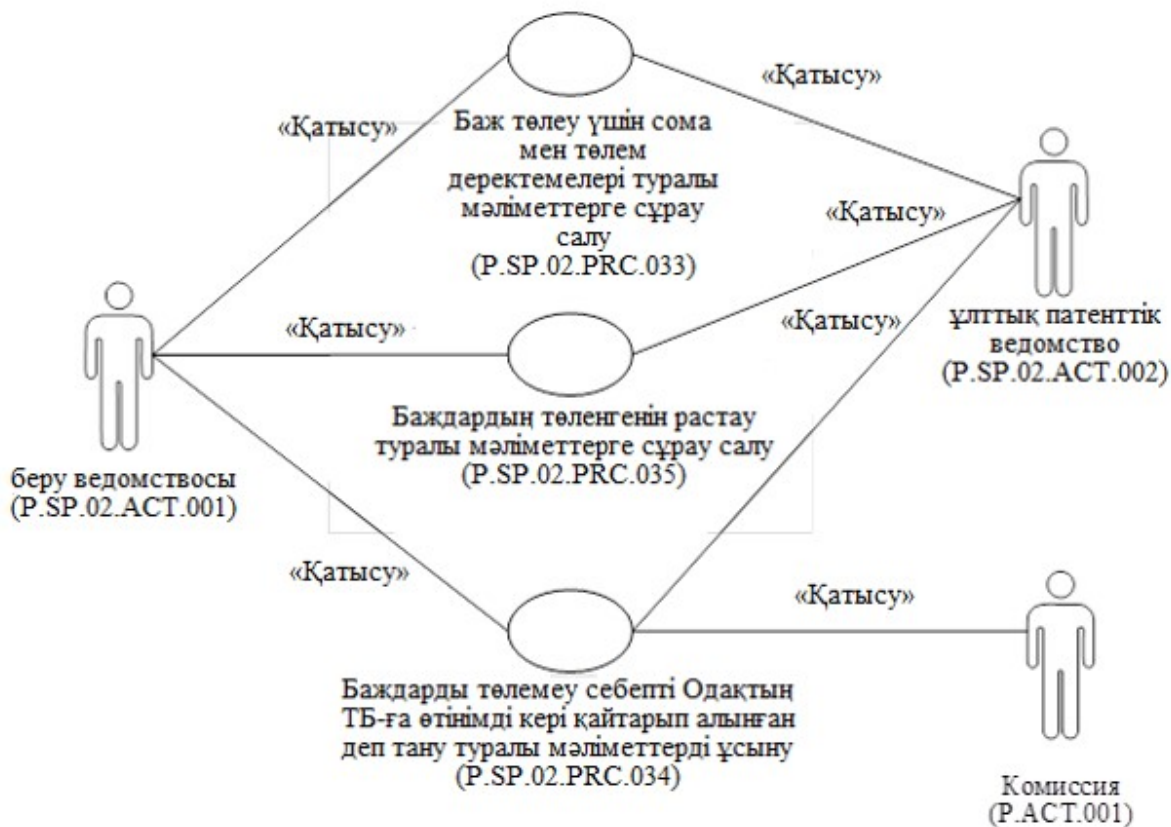 «Қатысу»
«Қатысу»
Баж төлеу үшін сома
мен төлем
деректемелері туралы
мәліметтерге сұрау
салу
(P.SP.02.PRC.033)
«Қатысу»
«Қатысу»
«Қатысу»
ұлттық патенттік
ведомство
(P.SP.02.ACT.002)
Баждардың төленгенін растау
туралы мәліметтерге сұрау салу
(P.SP.02.PRC.035)
беру ведомствосы
(P.SP.02.ACT.001)
«Қатысу»
«Қатысу»
Баждарды төлемеу себепті Одақтың
ТБ-ға өтінімді кері қайтарып алынған
деп тану туралы мәліметтерді ұсыну
(P.SP.02.PRC.034)
Комиссия
(P.ACT.001)